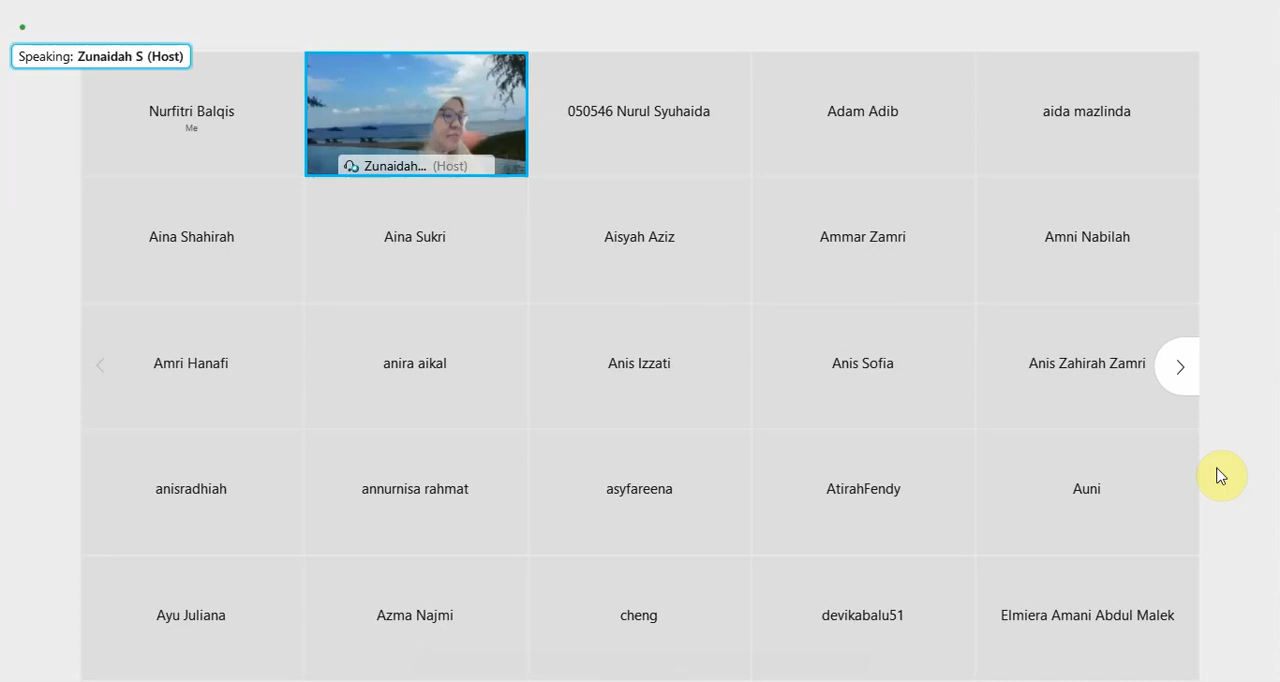 Speaking: Zunaidah S (Host)
Nurfitri Balqis
Me
Zunaidah... (Host)
050546 Nurul Syuhaida
Adam Adib
aida mazlinda
Aina Shahirah
Aina Sukri
Aisyah Aziz
Ammar Zamri
Amni Nabilah
Amri Hanafi
anira aikal
Anis Izzati
Anis Sofia
Anis Zahirah Zamri
anisradhiah
annurnisa rahmat
asyfareena
AtirahFendy
Auni
Ayu Juliana
Azma Najmi
cheng
devikabalu51
Elmiera Amani Abdul Malek